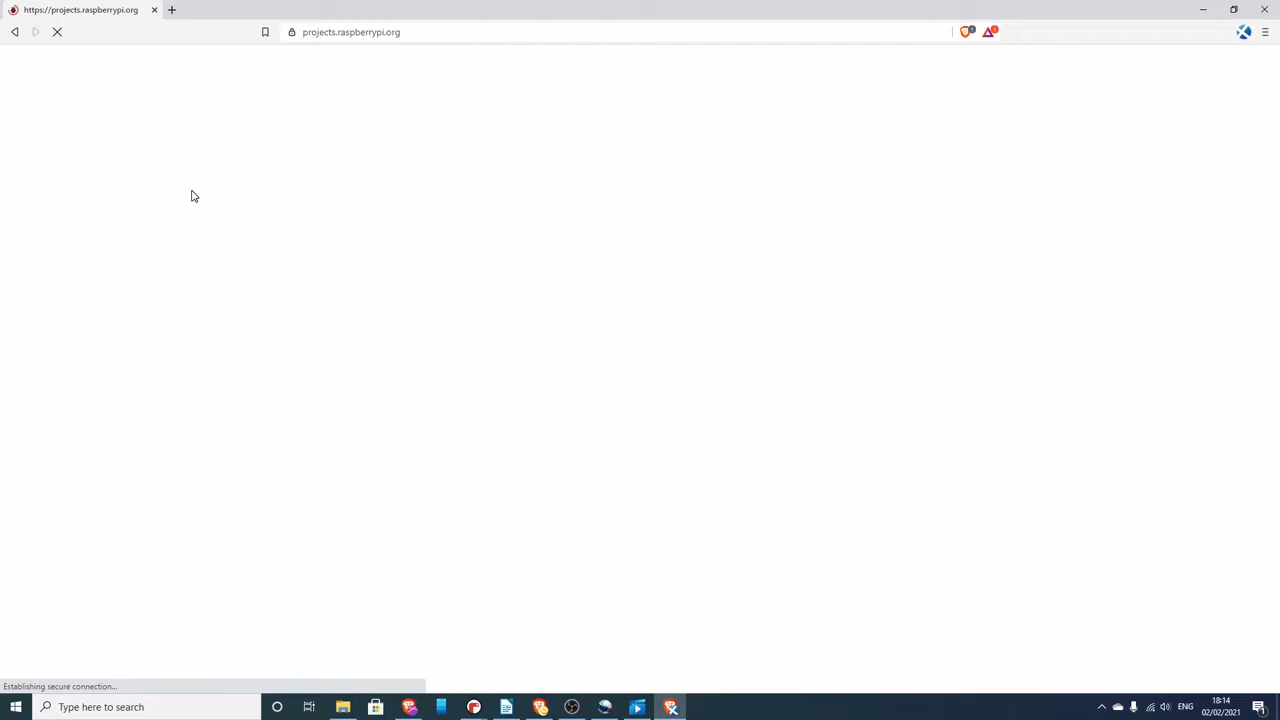 https://projects.raspberrypi.org
projects.raspberrypi.org
Establishing secure connection...
Type here to search
ENG
18:14
02/02/2021